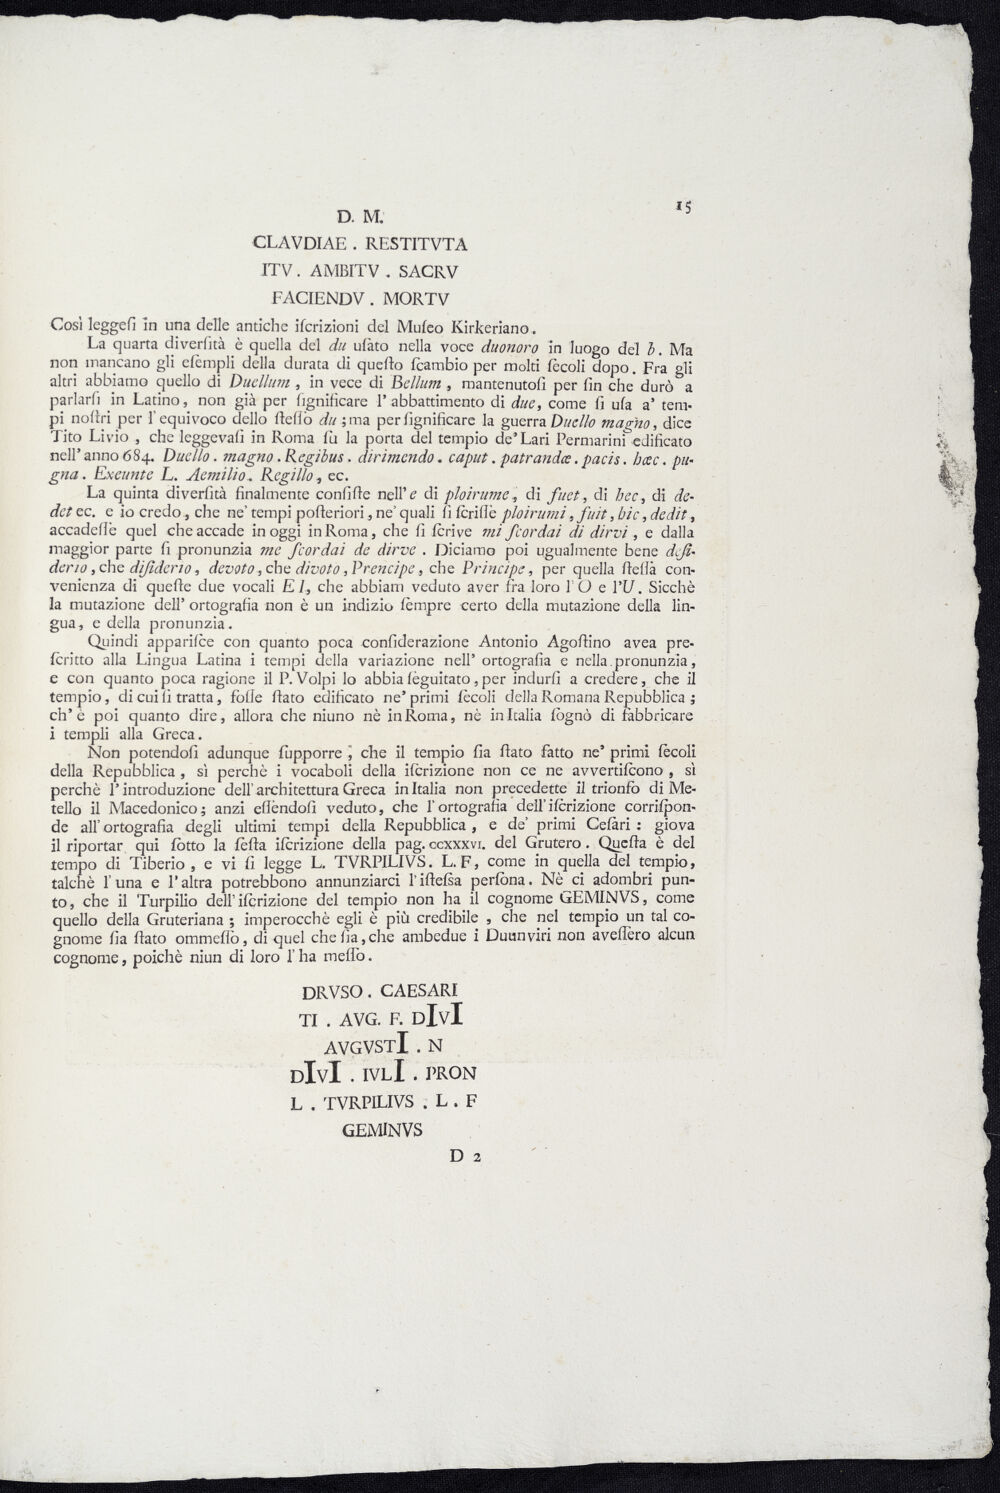 15
D. M.
CLAVDIAE . RESTITVTA
ITV . AMBITV . SACRV
FACIENDV . MORTV
Così leggeſi in una delle antiche iſcrizioni del Muſeo Kirkeriano.
La quarta diverſità è quella del du uſato nella voce duonoro in luogo del b. Ma
non mancano gli eſempli della durata di queſto ſcambio per molti ſecoli dopo. Fra gli
altri abbiamo quello di Duellum, in vece di Bellum, mantenutoſi per fin che durò a
parlarſi in Latino, non già per ſignificare l'abbattimento di due, come ſi uſa a' tem-
pi noſtri per l'equivoco dello ſteſſo du; ma per ſignificare la guerra Duello magno, dice
Tito Livio, che leggevaſi in Roma ſù la porta del tempio de' Lari Permarini edificato
nell' anno 684. Duello. magno. Regibus. dirimendo. caput. patrandæ. pacis. hæc. pu-
gna. Exeunte L. Aemilio. Regillo, ec.
La quinta diverſità finalmente conſiſte nell' e di ploirume, di fuet, di hec, di de-
det ec. e io credo, che ne' tempi poſteriori, ne' quali ſi ſcriſſe ploirumi, fuit, hic, dedit,
accadeſſe quel che accade in oggi in Roma, che ſi ſcrive mi ſcordai di dirvi, e dalla
maggior parte ſi pronunzia me ſcordai de dirve. Diciamo poi ugualmente bene deſi-
derio, che diſiderio, devoto, che divoto, Prencipe, che Principe, per quella ſteſſà con-
venienza di queſte due vocali E I, che abbiam veduto aver fra loro l'O e l'U. Sicchè
la mutazione dell' ortografia non è un indizio ſempre certo della mutazione della lin-
gua, e della pronunzia.
Quindi appariſce con quanto poca conſiderazione Antonio Agoſtino avea pre-
ſcritto alla Lingua Latina i tempi della variazione nell' ortografia e nella pronunzia,
e con quanto poca ragione il P. Volpi lo abbia ſeguitato, per indurſi a credere, che il
tempio, di cui ſi tratta, foſſe ſtato edificato ne' primi ſecoli della Romana Repubblica;
ch' è poi quanto dire, allora che niuno nè in Roma, nè in Italia ſognò di fabbricare
i templi alla Greca.
Non potendoſi adunque ſupporre, che il tempio ſia ſtato fatto ne' primi ſecoli
della Repubblica, sì perchè i vocaboli della iſcrizione non ce ne avvertiſcono, sì
perchè l'introduzione dell' architettura Greca in Italia non precedette il trionfo di Me-
tello il Macedonico; anzi eſſendoſi veduto, che l'ortografia dell' iſcrizione corriſpon-
de all' ortografia degli ultimi tempi della Repubblica, e de' primi Ceſari: giova
il riportar qui ſotto la ſeſta iſcrizione della pag. CCXXXVI. del Grutero. Queſta è del
tempo di Tiberio, e vi ſi legge L. TVRPILIVS. L. F, come in quella del tempio,
talchè l'una e l'altra potrebbono annunziarci l'iſteſsa perſona. Nè ci adombri pun-
to, che il Turpilio dell' iſcrizione del tempio non ha il cognome GEMINVS, come
quello della Gruteriana; imperocchè egli è più credibile, che nel tempio un tal co-
gnome ſia ſtato ommeſſo, di quel che ſia, che ambedue i Duunviri non aveſſero alcun
cognome, poichè niun di loro l'ha meſſo.
DRVSO . CAESARI
TI . AVG. F. DIVI
AVGVSTI . N
DIVI . IVLI . PRON
L . TVRPILIVS . L . F
GEMINVS
D 2